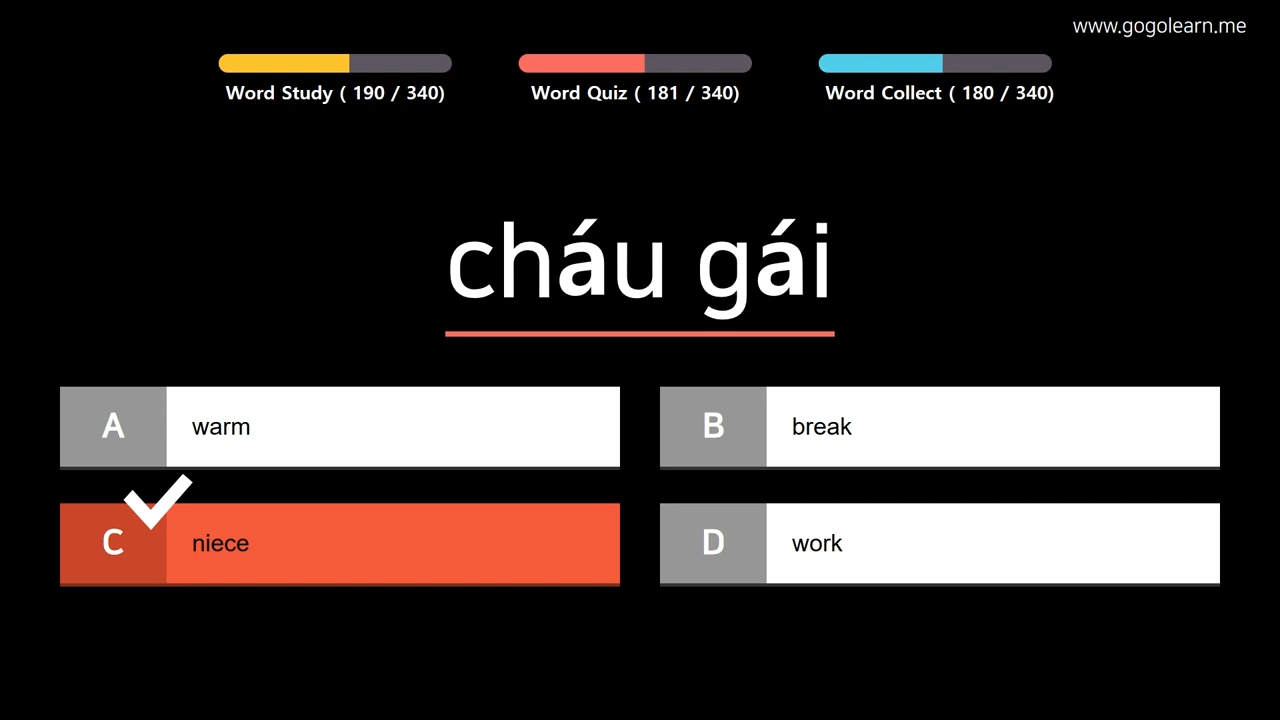 www.gogolearn.me
Word Study ( 190 / 340)
Word Quiz ( 181 / 340)
Word Collect ( 180 / 340)
cháu gái
A warm
B break
C niece
D work